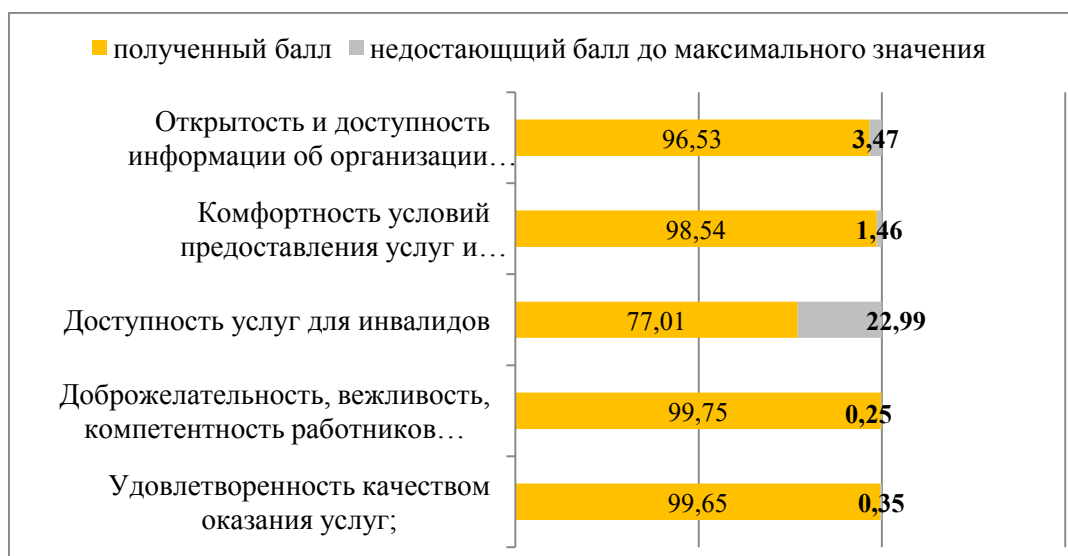 полученный балл недостающщий балл до максимального значения
Открытость и доступность
информации об организации…
96,53 3,47
Комфортность условий
предоставления услуг и…
98,54 1,46
Доступность услуг для инвалидов
77,01 22,99
Доброжелательность, вежливость,
компетентность работников…
99,75 0,25
Удовлетворенность качеством
оказания услуг;
99,65 0,35